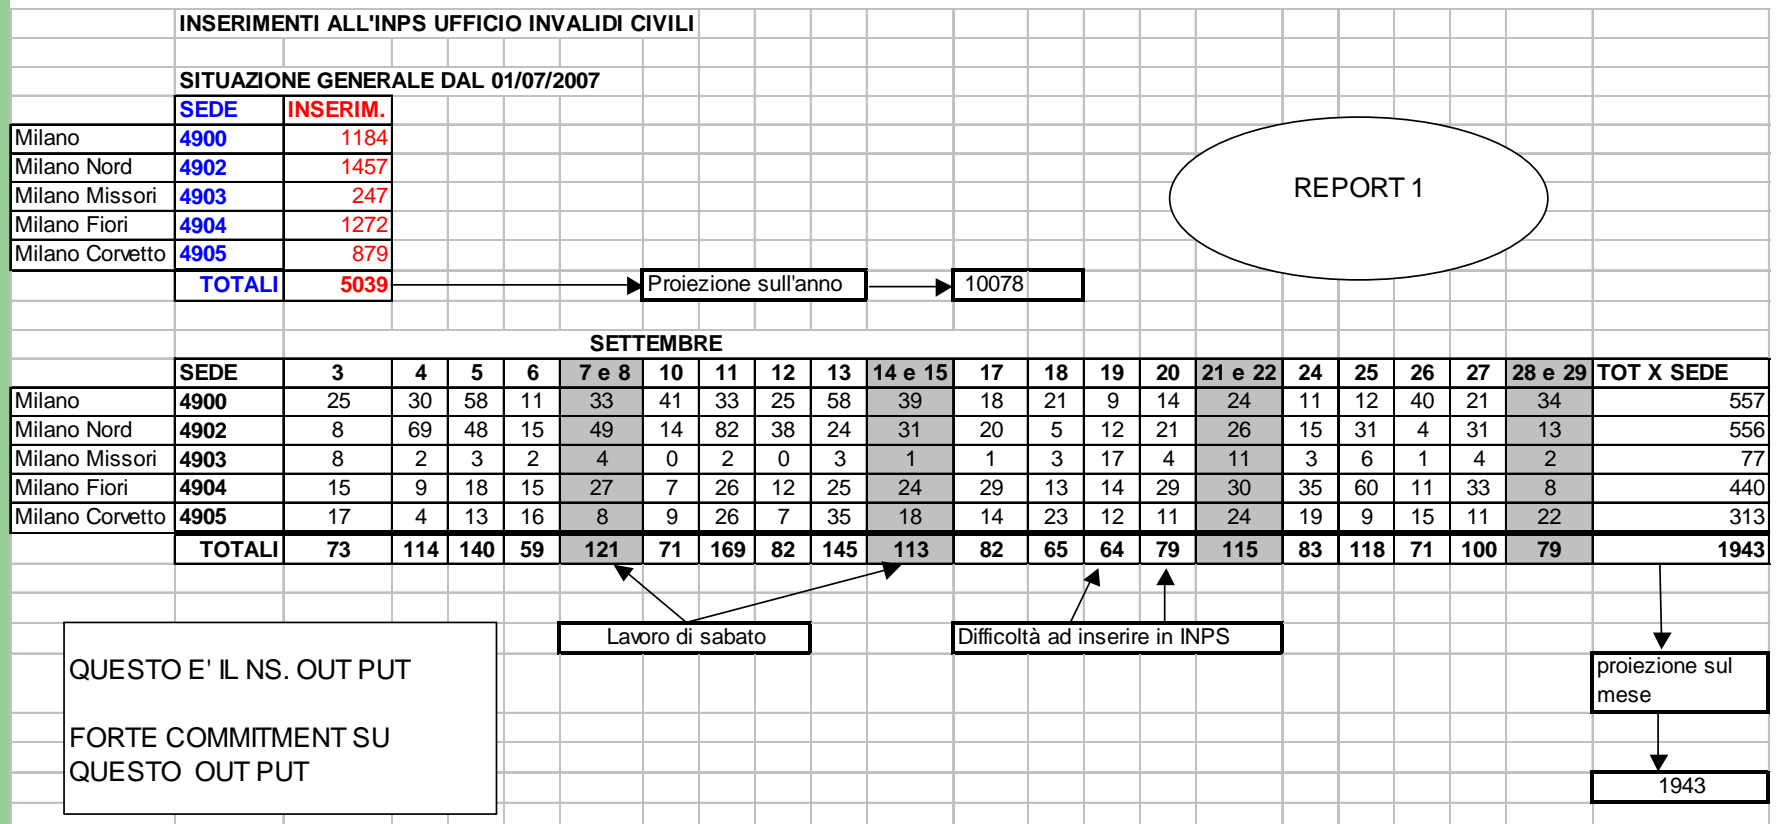 INSERIMENTI ALL'INPS UFFICIO INVALIDI CIVILI
SITUAZIONE GENERALE DAL 01/07/2007
SEDE INSERIM.
Milano 4900 1184
Milano Nord 4902 1457
Milano Missori 4903 247
Milano Fiori 4904 1272
Milano Corvetto 4905 879
TOTALI 5039 Proiezione sull'anno 10078
REPORT 1
SETTEMBRE
SEDE 3 4 5 6 7 e 8 10 11 12 13 14 e 15 17 18 19 20 21 e 22 24 25 26 27 28 e 29 TOT X SEDE
Milano 4900 25 30 58 11 33 41 33 25 58 39 18 21 9 14 24 11 12 40 21 34 557
Milano Nord 4902 8 69 48 15 49 14 82 38 24 31 20 5 12 21 26 15 31 4 31 13 556
Milano Missori 4903 8 2 3 2 4 0 2 0 3 1 1 3 17 4 11 3 6 1 4 2 77
Milano Fiori 4904 15 9 18 15 27 7 26 12 25 24 29 13 14 29 30 35 60 11 33 8 440
Milano Corvetto 4905 17 4 13 16 8 9 26 7 35 18 14 23 12 11 24 19 9 15 11 22 313
TOTALI 73 114 140 59 121 71 169 82 145 113 82 65 64 79 115 83 118 71 100 79 1943
Lavoro di sabato
Difficoltà ad inserire in INPS
proiezione sul
mese
1943
QUESTO E' IL NS. OUT PUT
FORTE COMMITMENT SU
QUESTO OUT PUT